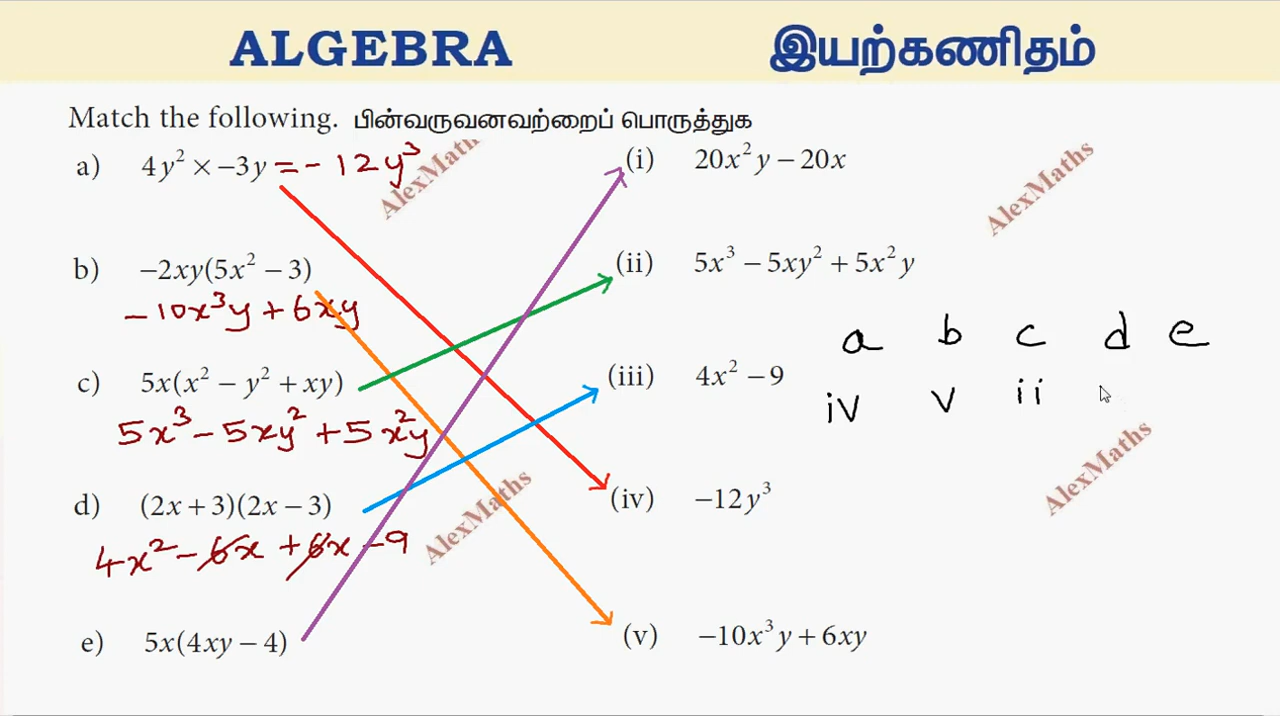 ALGEBRA இயற்கணிதம்
Match the following. பின்வருவனவற்றைப் பொருத்துக
a) 4y² × −3y = - 12y³ (i) 20x²y − 20x
AlexMaths
AlexMaths
b) −2xy(5x² − 3) (ii) 5x³ − 5xy² + 5x²y
-10x³y + 6xy
a b c d e
c) 5x(x² − y² + xy) (iii) 4x² − 9
iv v ii
5x³ - 5xy² + 5x²y
AlexMaths
d) (2x + 3)(2x − 3) (iv) −12y³
AlexMaths
4x² - 6x + 6x - 9
e) 5x(4xy − 4) (v) −10x³y + 6xy